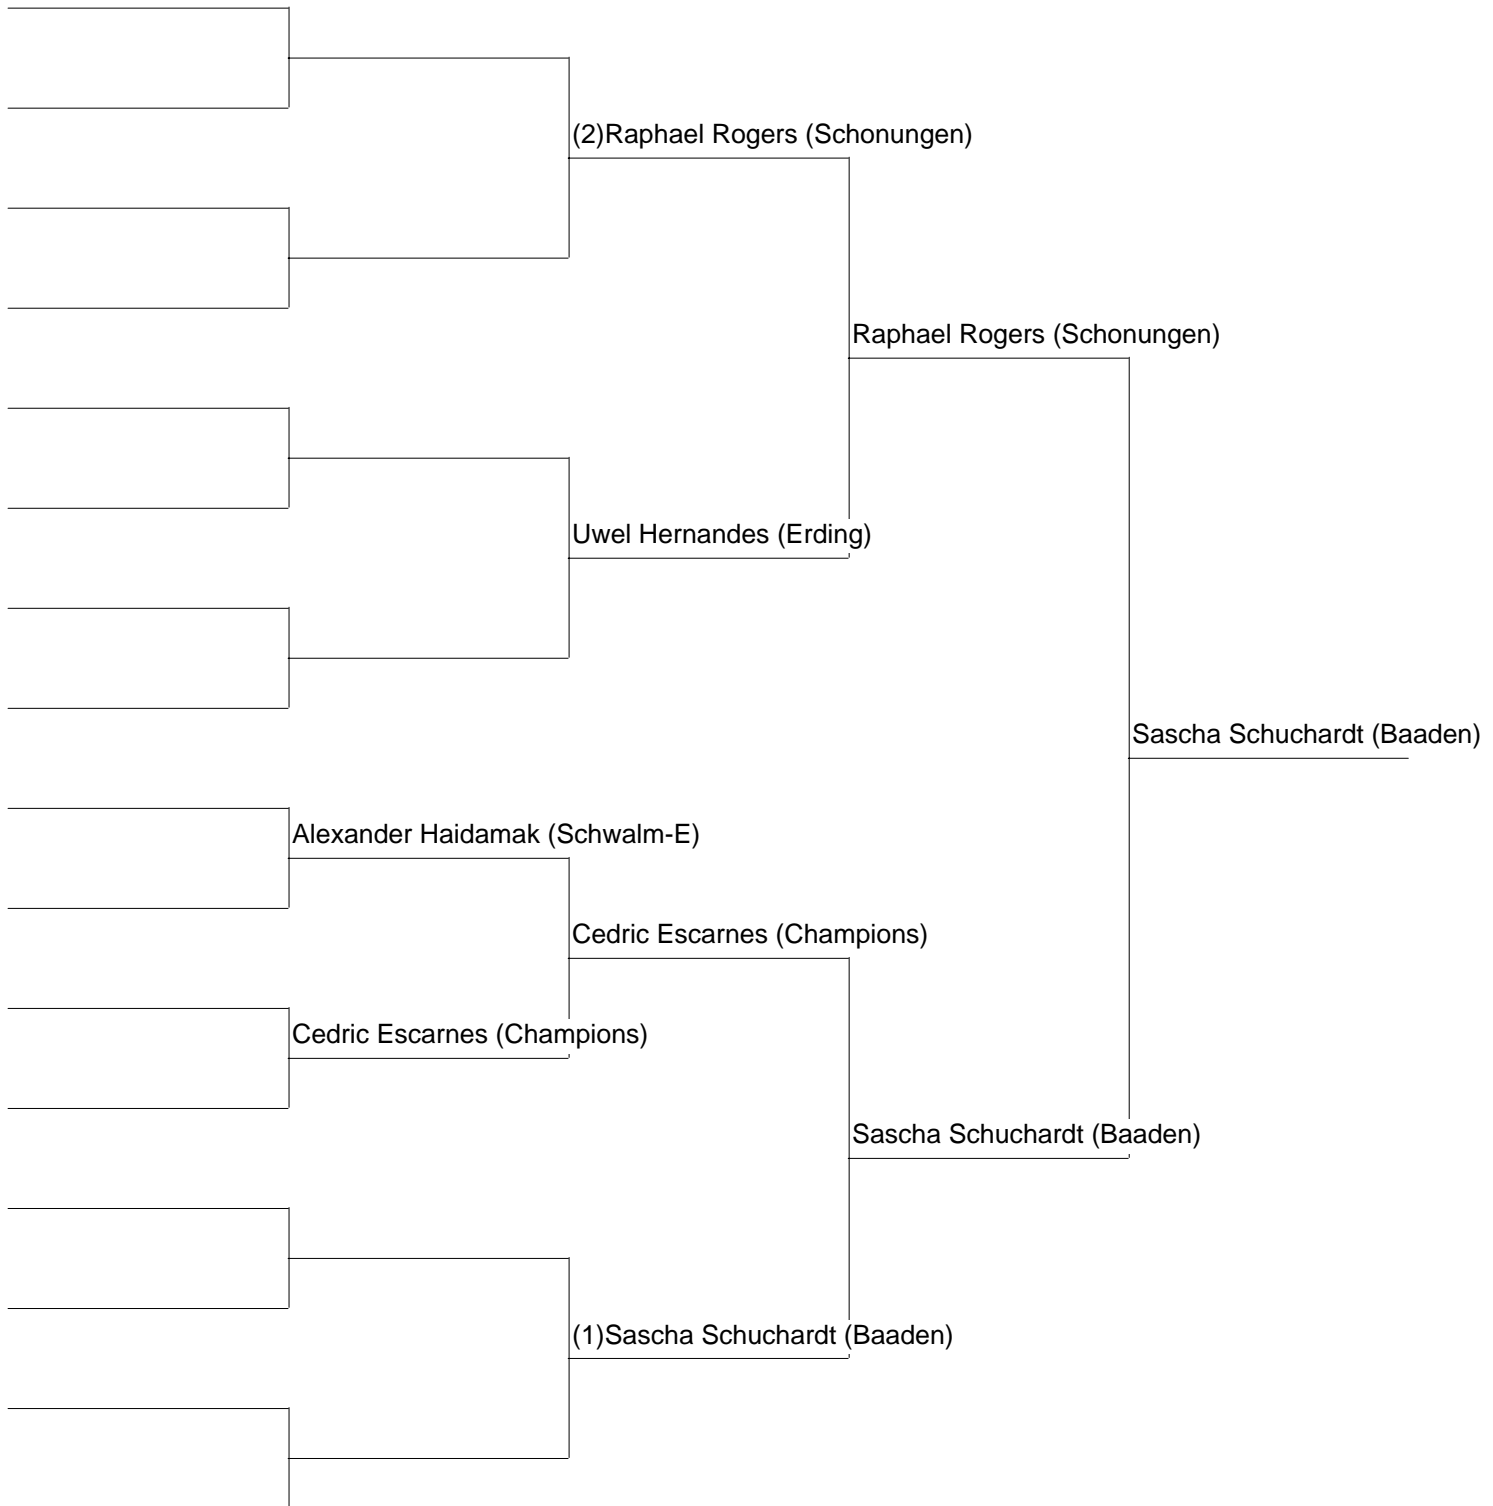 (2)Raphael Rogers (Schonungen)
Raphael Rogers (Schonungen)
Uwel Hernandes (Erding)
Sascha Schuchardt (Baaden)
Alexander Haidamak (Schwalm-E)
Cedric Escarnes (Champions)
Cedric Escarnes (Champions)
Sascha Schuchardt (Baaden)
(1)Sascha Schuchardt (Baaden)